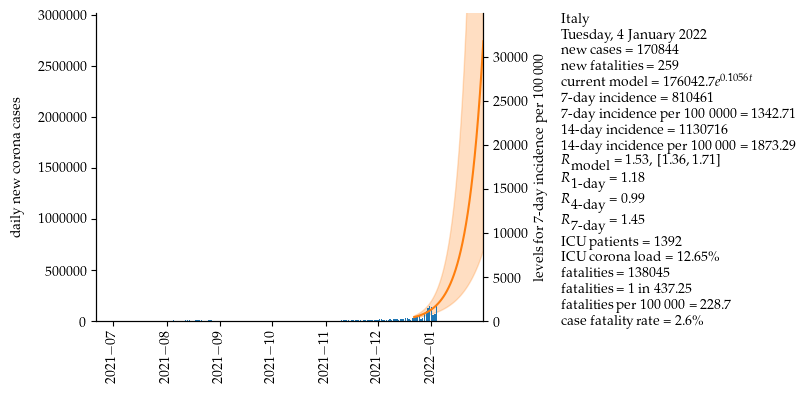 daily new corona cases
3000000
2500000
2000000
1500000
1000000
500000
0
2021−07
2021−08
2021−09
2021−10
2021−11
2021−12
2022−01
30000
25000
20000
15000
10000
5000
0
levels for 7-day incidence per 100 000
Italy
Tuesday, 4 January 2022
new cases = 170844
new fatalities = 259
current model = 176042.7e^0.1056t
7-day incidence = 810461
7-day incidence per 100 0000 = 1342.71
14-day incidence = 1130716
14-day incidence per 100 000 = 1873.29
R model = 1.53, [1.36, 1.71]
R 1-day = 1.18
R 4-day = 0.99
R 7-day = 1.45
ICU patients = 1392
ICU corona load = 12.65%
fatalities = 138045
fatalities = 1 in 437.25
fatalities per 100 000 = 228.7
case fatality rate = 2.6%